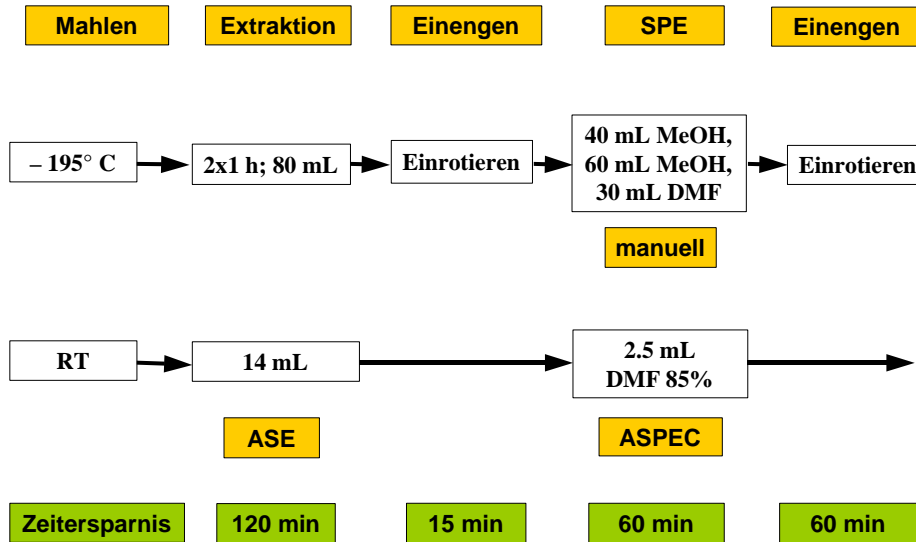 Mahlen Extraktion Einengen SPE Einengen
– 195° C
2x1 h; 80 mL
Einrotieren
40 mL MeOH,
60 mL MeOH,
30 mL DMF
Einrotieren
manuell
RT
14 mL
2.5 mL
DMF 85%
ASE
ASPEC
Zeitersparnis 120 min 15 min 60 min 60 min